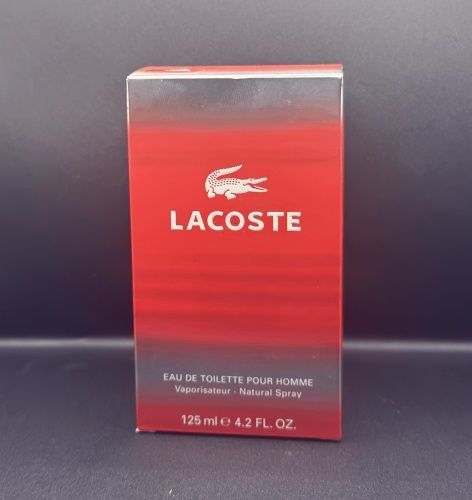 LACOSTE
EAU DE TOILETTE POUR HOMME
Vaporisateur - Natural Spray
125 ml ℮ 4.2 FL. OZ.